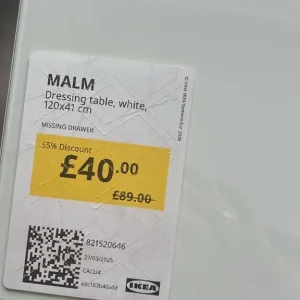 MALM
Dressing table, white,
120x41 cm
MISSING DRAWER
55% Discount
£40.00
£89.00
821520646
27/03/2025
CACU4
IKEA